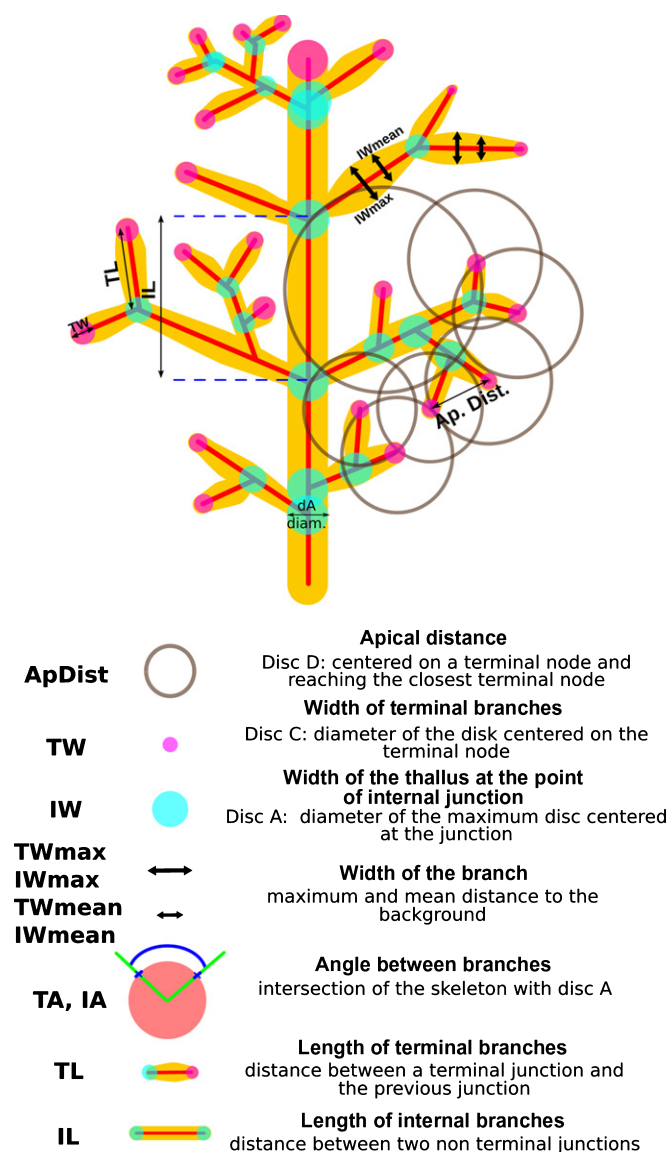 IWmean
IWmax
TL
IL
TW
Ap. Dist.
dA
diam.
ApDist
Apical distance
Disc D: centered on a terminal node and
reaching the closest terminal node
TW
Width of terminal branches
Disc C: diameter of the disk centered on the
terminal node
IW
Width of the thallus at the point
of internal junction
Disc A:  diameter of the maximum disc centered
at the junction
TWmax
IWmax
TWmean
IWmean
Width of the branch
maximum and mean distance to the
background
TA, IA
Angle between branches
intersection of the skeleton with disc A
TL
Length of terminal branches
distance between a terminal junction and
the previous junction
IL
Length of internal branches
distance between two non terminal junctions